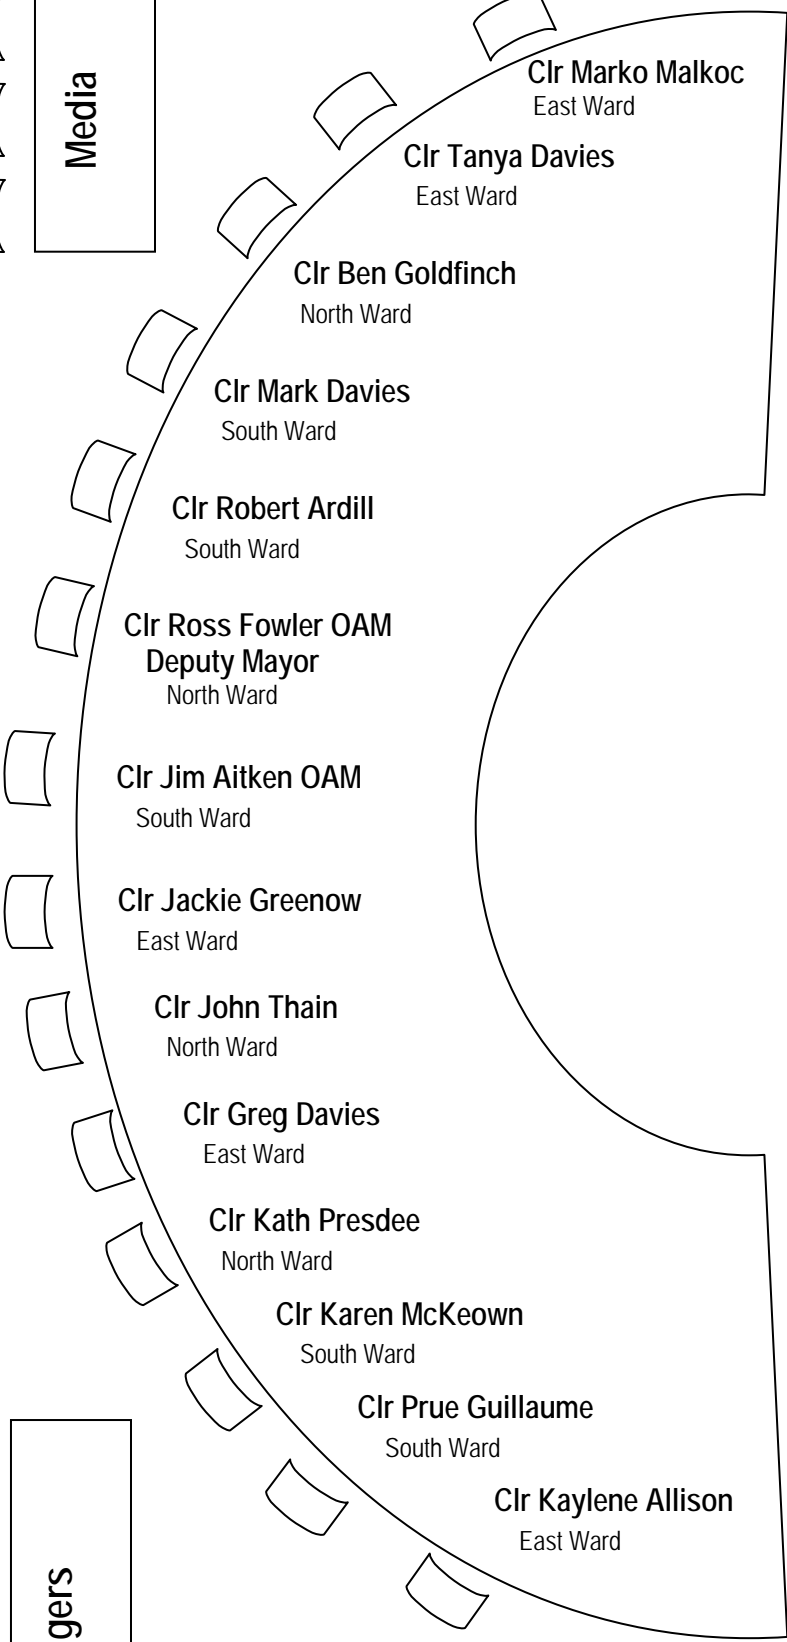 Media
Clr Marko Malkoc
East Ward
Clr Tanya Davies
East Ward
Clr Ben Goldfinch
North Ward
Clr Mark Davies
South Ward
Clr Robert Ardill
South Ward
Clr Ross Fowler OAM
Deputy Mayor
North Ward
Clr Jim Aitken OAM
South Ward
Clr Jackie Greenow
East Ward
Clr John Thain
North Ward
Clr Greg Davies
East Ward
Clr Kath Presdee
North Ward
Clr Karen McKeown
South Ward
Clr Prue Guillaume
South Ward
Clr Kaylene Allison
East Ward
gers